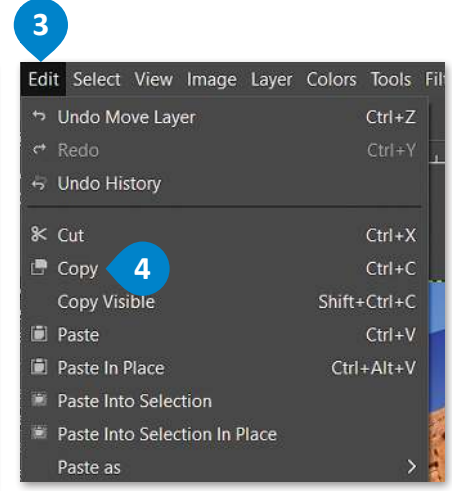 3
Edit Select View Image Layer Colors Tools
Undo Move Layer Ctrl+Z
Redo Ctrl+Y
Undo History
Cut Ctrl+X
Copy 4 Ctrl+C
Copy Visible Shift+Ctrl+C
Paste Ctrl+V
Paste In Place Ctrl+Alt+V
Paste Into Selection
Paste Into Selection In Place
Paste as >